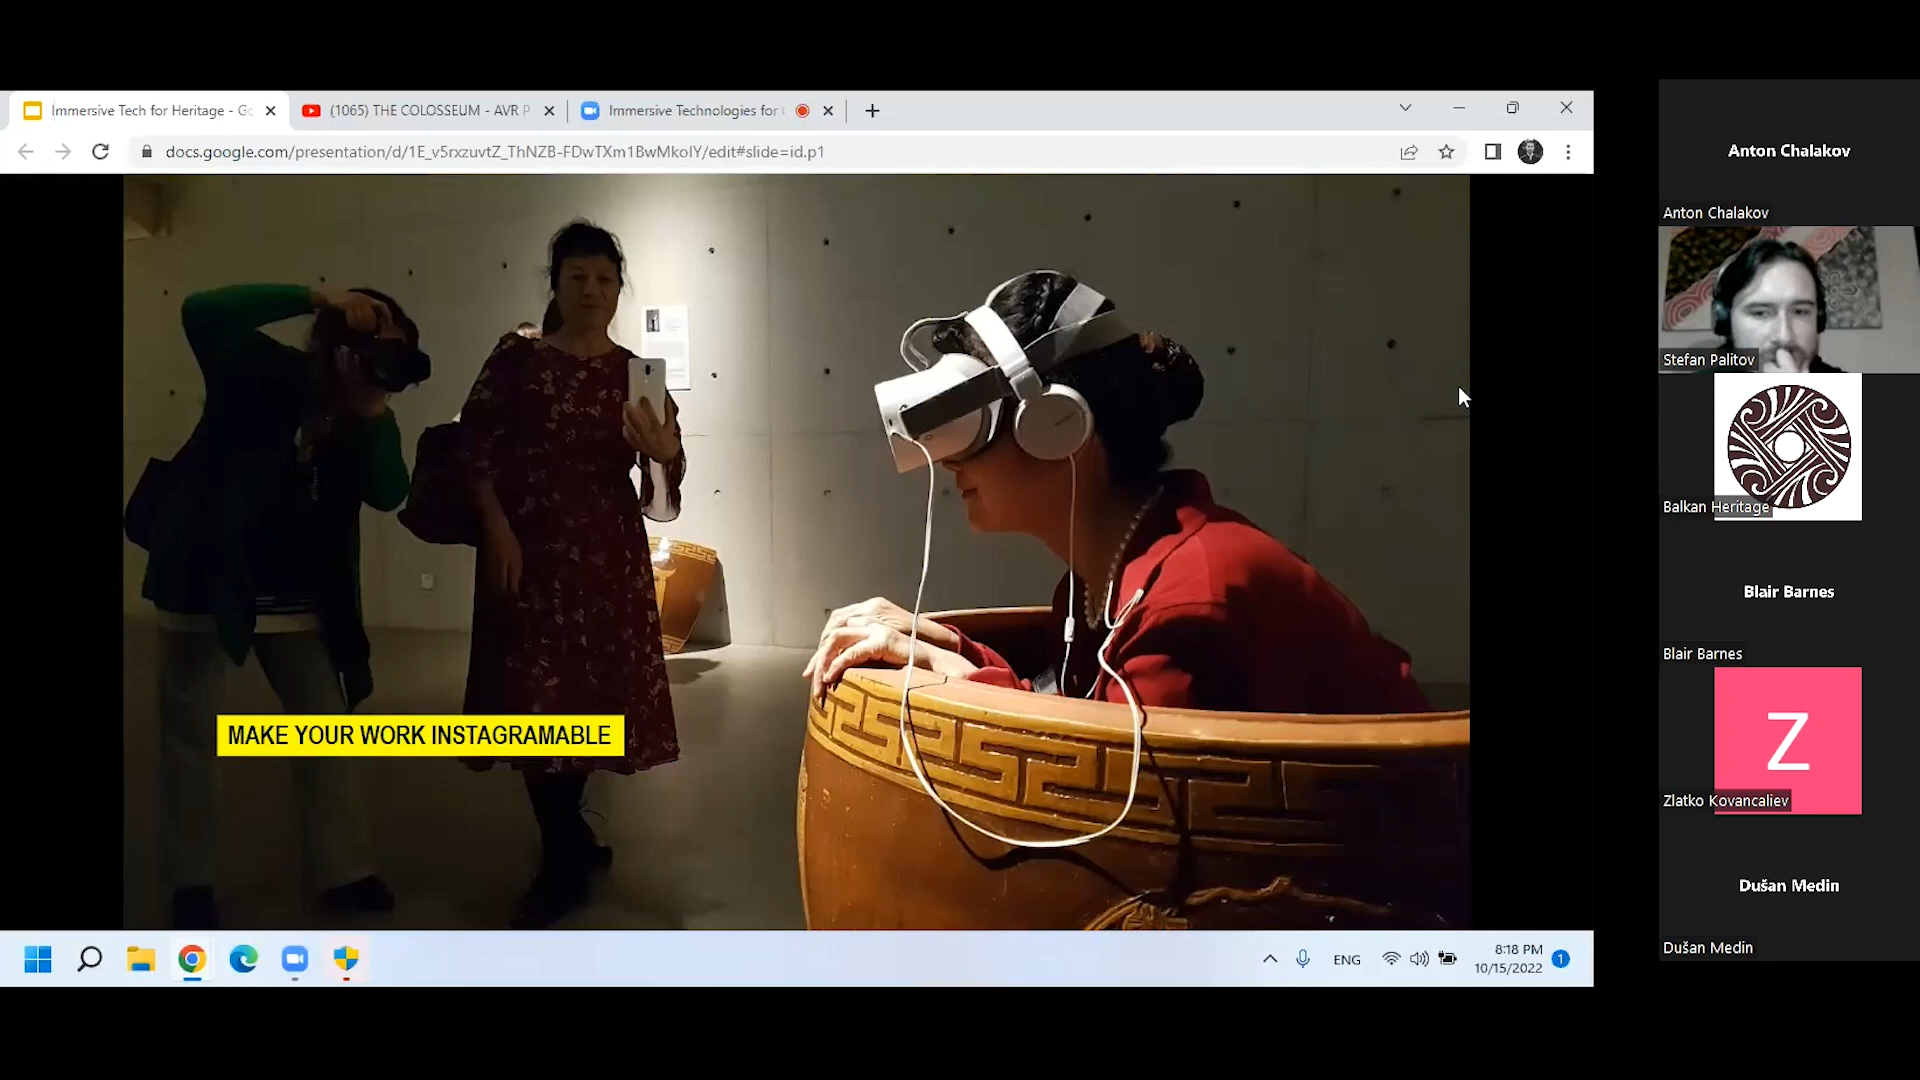 Immersive Tech for Heritage - Go
(1065) THE COLOSSEUM - AVR P
Immersive Technologies for
docs.google.com/presentation/d/1E_v5rxzuvtZ_ThNZB-FDwTXm1BwMkoIY/edit#slide=id.p1
MAKE YOUR WORK INSTAGRAMABLE
Anton Chalakov
Anton Chalakov
Stefan Palitov
Balkan Heritage
Blair Barnes
Blair Barnes
Z
Zlatko Kovancaliev
Dušan Medin
Dušan Medin
ENG
8:18 PM
10/15/2022
1